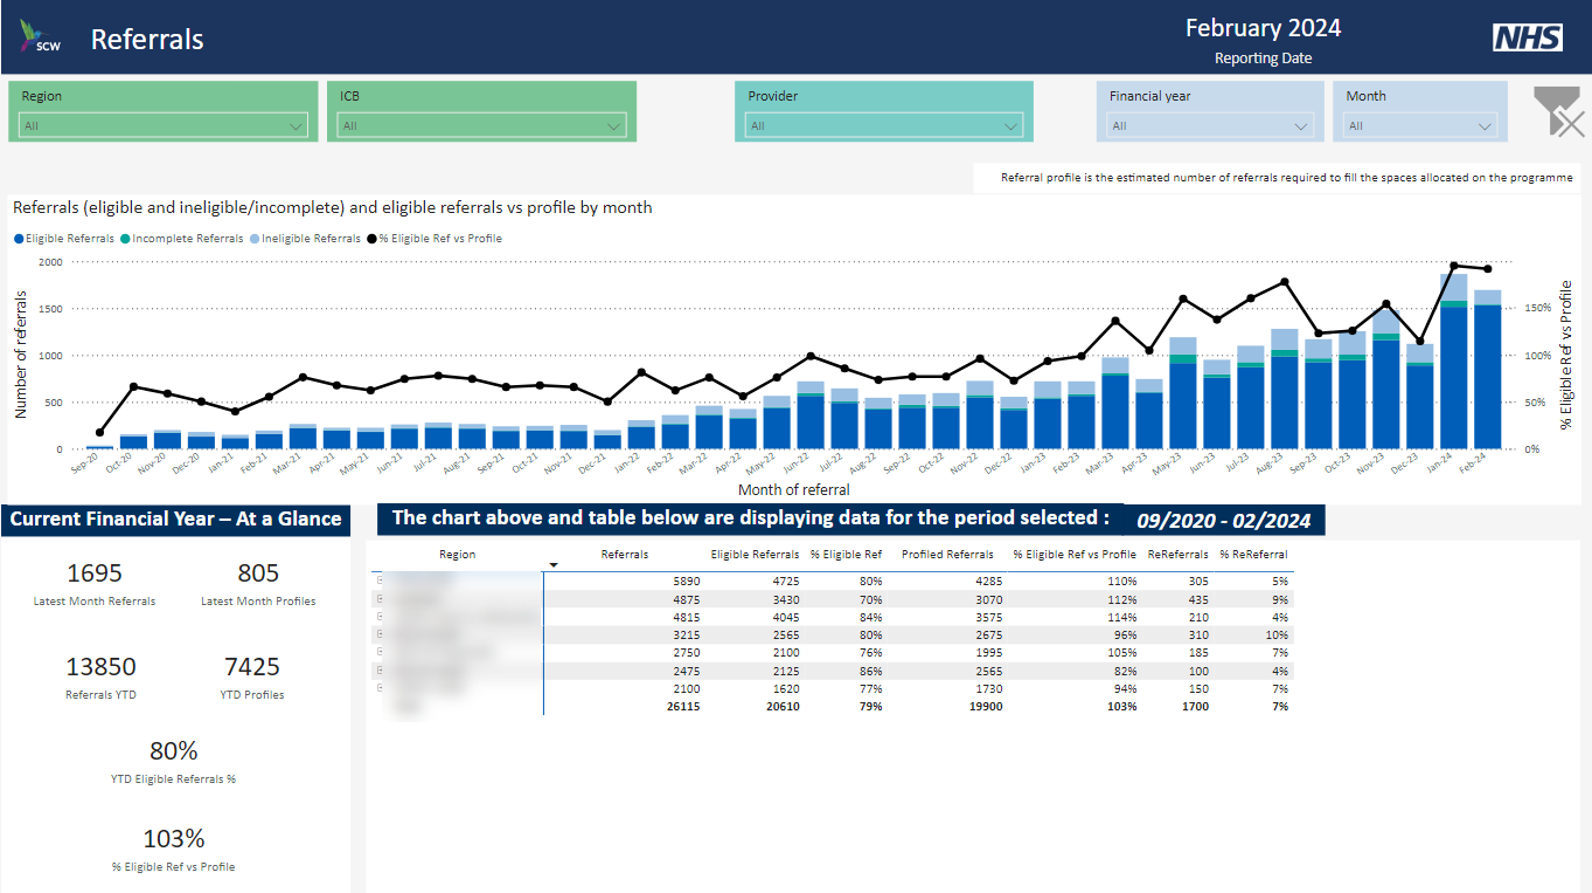 SCW
Referrals
February 2024
Reporting Date
NHS
Region
All
ICB
All
Provider
All
Financial year
All
Month
All
Referral profile is the estimated number of referrals required to fill the spaces allocated on the programme
Referrals (eligible and ineligible/incomplete) and eligible referrals vs profile by month
Eligible Referrals Incomplete Referrals Ineligible Referrals % Eligible Ref vs Profile
Number of referrals
2000
1500
1000
500
0
150%
100%
50%
0%
% Eligible Ref vs Profile
Sep-20 Oct-20 Nov-20 Dec-20 Jan-21 Feb-21 Mar-21 Apr-21 May-21 Jun-21 Jul-21 Aug-21 Sep-21 Oct-21 Nov-21 Dec-21 Jan-22 Feb-22 Mar-22 Apr-22 May-22 Jun-22 Jul-22 Aug-22 Sep-22 Oct-22 Nov-22 Dec-22 Jan-23 Feb-23 Mar-23 Apr-23 May-23 Jun-23 Jul-23 Aug-23 Sep-23 Oct-23 Nov-23 Dec-23 Jan-24 Feb-24
Month of referral
Current Financial Year – At a Glance
1695 805
Latest Month Referrals Latest Month Profiles
13850 7425
Referrals YTD YTD Profiles
80%
YTD Eligible Referrals %
103%
% Eligible Ref vs Profile
The chart above and table below are displaying data for the period selected : 09/2020 - 02/2024
Region Referrals Eligible Referrals % Eligible Ref Profiled Referrals % Eligible Ref vs Profile ReReferrals % ReReferral
5890 4725 80% 4285 110% 305 5%
4875 3430 70% 3070 112% 435 9%
4815 4045 84% 3575 114% 210 4%
3215 2565 80% 2675 96% 310 10%
2750 2100 76% 1995 105% 185 7%
2475 2125 86% 2565 82% 100 4%
2100 1620 77% 1730 94% 150 7%
26115 20610 79% 19900 103% 1700 7%